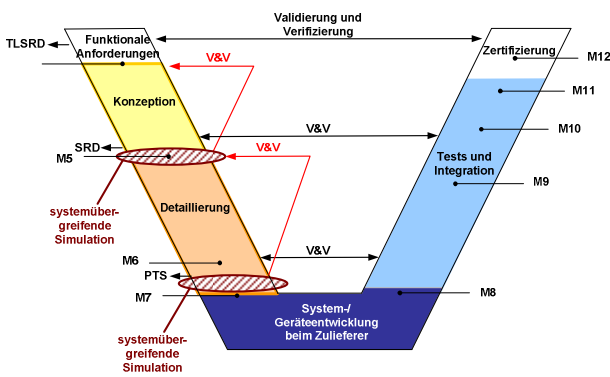 Validierung und
Verifizierung
Funktionale
Anforderungen
TLSRD
Zertifizierung
M12
V&V
Konzeption
M11
M10
V&V
SRD
M5
V&V
Tests und
Integration
M9
systemüber-
greifende
Simulation
Detaillierung
V&V
M6
PTS
M7
M8
System-/
Geräteentwicklung
beim Zulieferer
systemüber-
greifende
Simulation